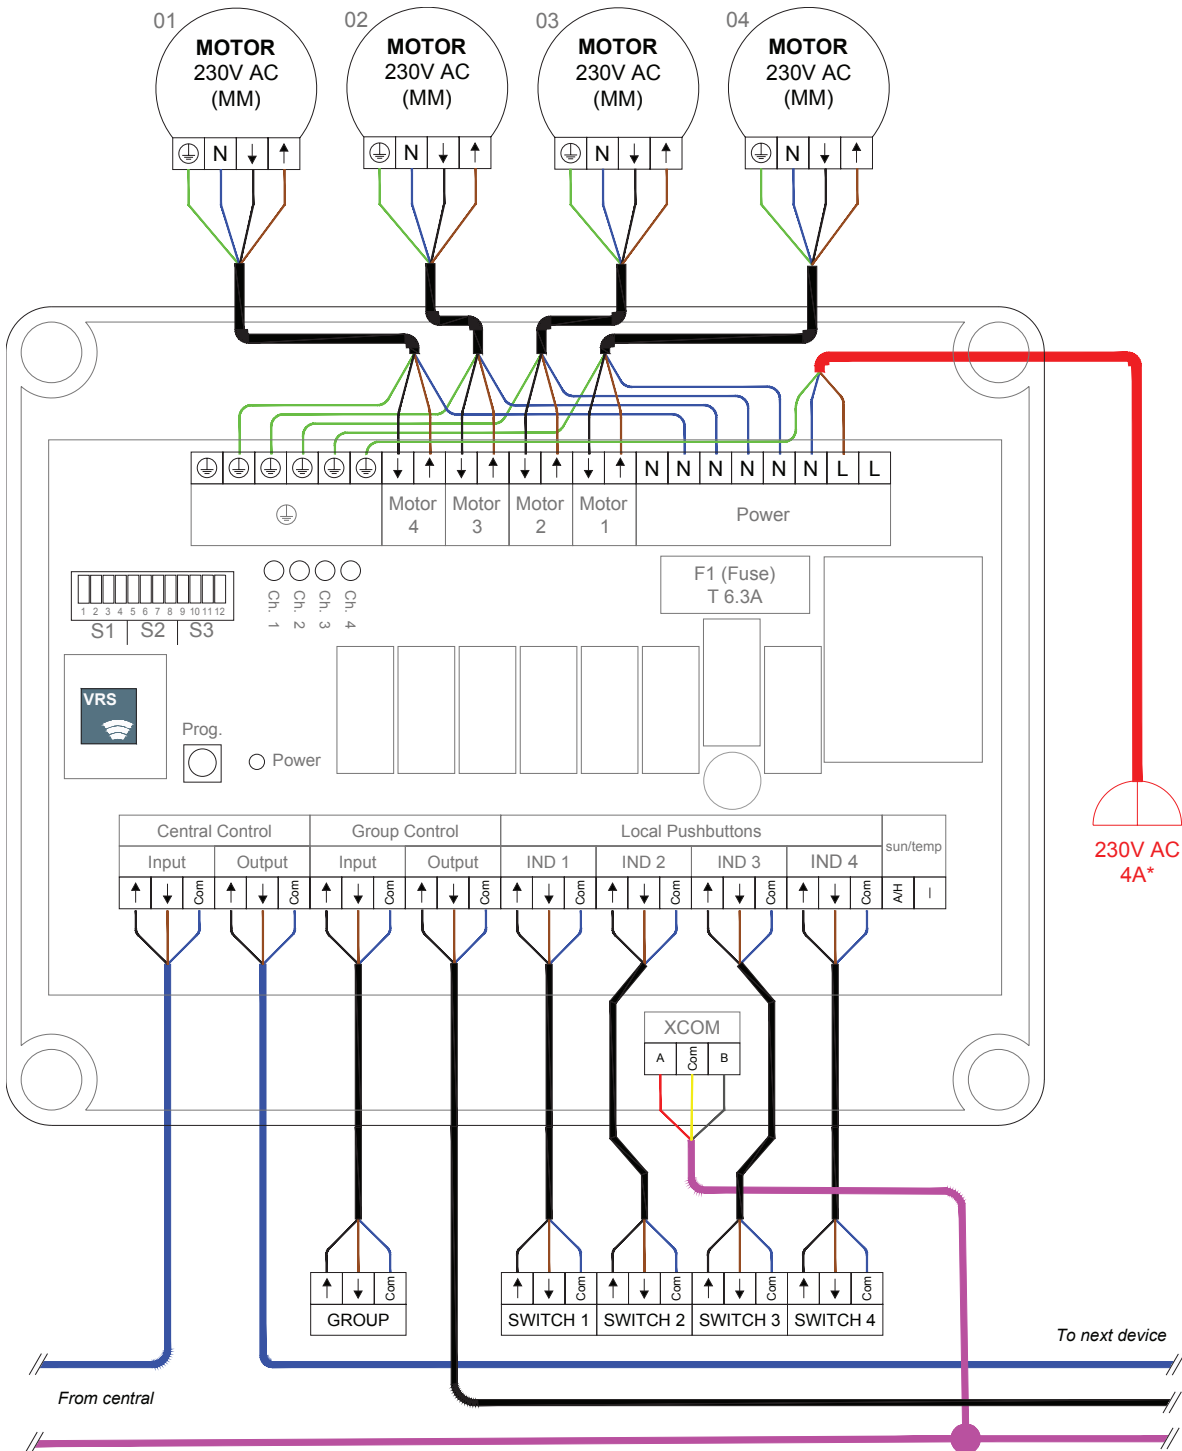 01 02 03 04
MOTOR MOTOR MOTOR MOTOR
230V AC 230V AC 230V AC 230V AC
(MM) (MM) (MM) (MM)
N ↓ ↑ N ↓ ↑ N ↓ ↑ N ↓ ↑
↓ ↑ ↓ ↑ ↓ ↑ ↓ ↑ N N N N N N L L
Motor Motor Motor Motor Power
4 3 2 1
F1 (Fuse)
T 6.3A
Ch. 1 Ch. 2 Ch. 3 Ch. 4
1 2 3 4 5 6 7 8 9 10 11 12
S1 S2 S3
VRS
Prog.
Power
230V AC
4A*
Central Control Group Control Local Pushbuttons sun/temp
Input Output Input Output IND 1 IND 2 IND 3 IND 4
↑ ↓ Com ↑ ↓ Com ↑ ↓ Com ↑ ↓ Com ↑ ↓ Com ↑ ↓ Com ↑ ↓ Com ↑ ↓ Com A/H –
XCOM
A Com B
↑ ↓ Com ↑ ↓ Com ↑ ↓ Com ↑ ↓ Com ↑ ↓ Com
GROUP SWITCH 1 SWITCH 2 SWITCH 3 SWITCH 4
To next device
From central